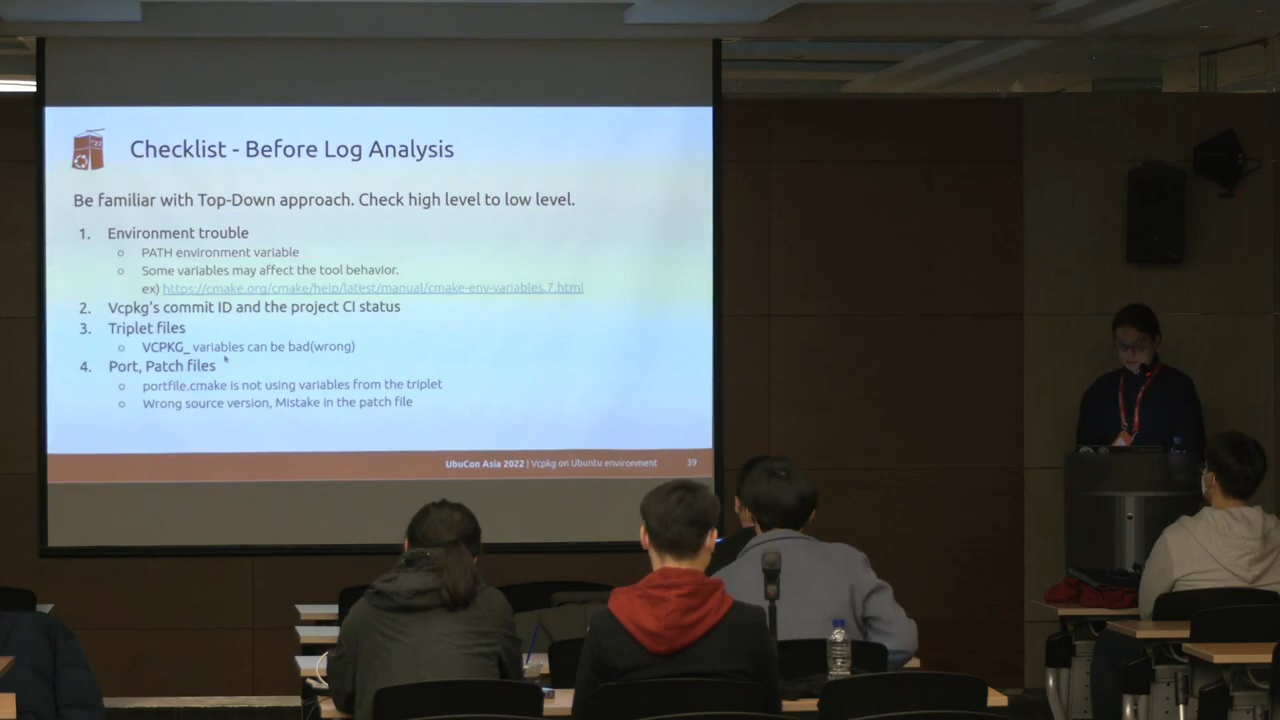 '22
Checklist - Before Log Analysis
Be familiar with Top-Down approach. Check high level to low level.
1. Environment trouble
○ PATH environment variable
○ Some variables may affect the tool behavior.
ex) https://cmake.org/cmake/help/latest/manual/cmake-env-variables.7.html
2. Vcpkg's commit ID and the project CI status
3. Triplet files
○ VCPKG_ variables can be bad(wrong)
4. Port, Patch files
○ portfile.cmake is not using variables from the triplet
○ Wrong source version, Mistake in the patch file
UbuCon Asia 2022 | Vcpkg on Ubuntu environment 39